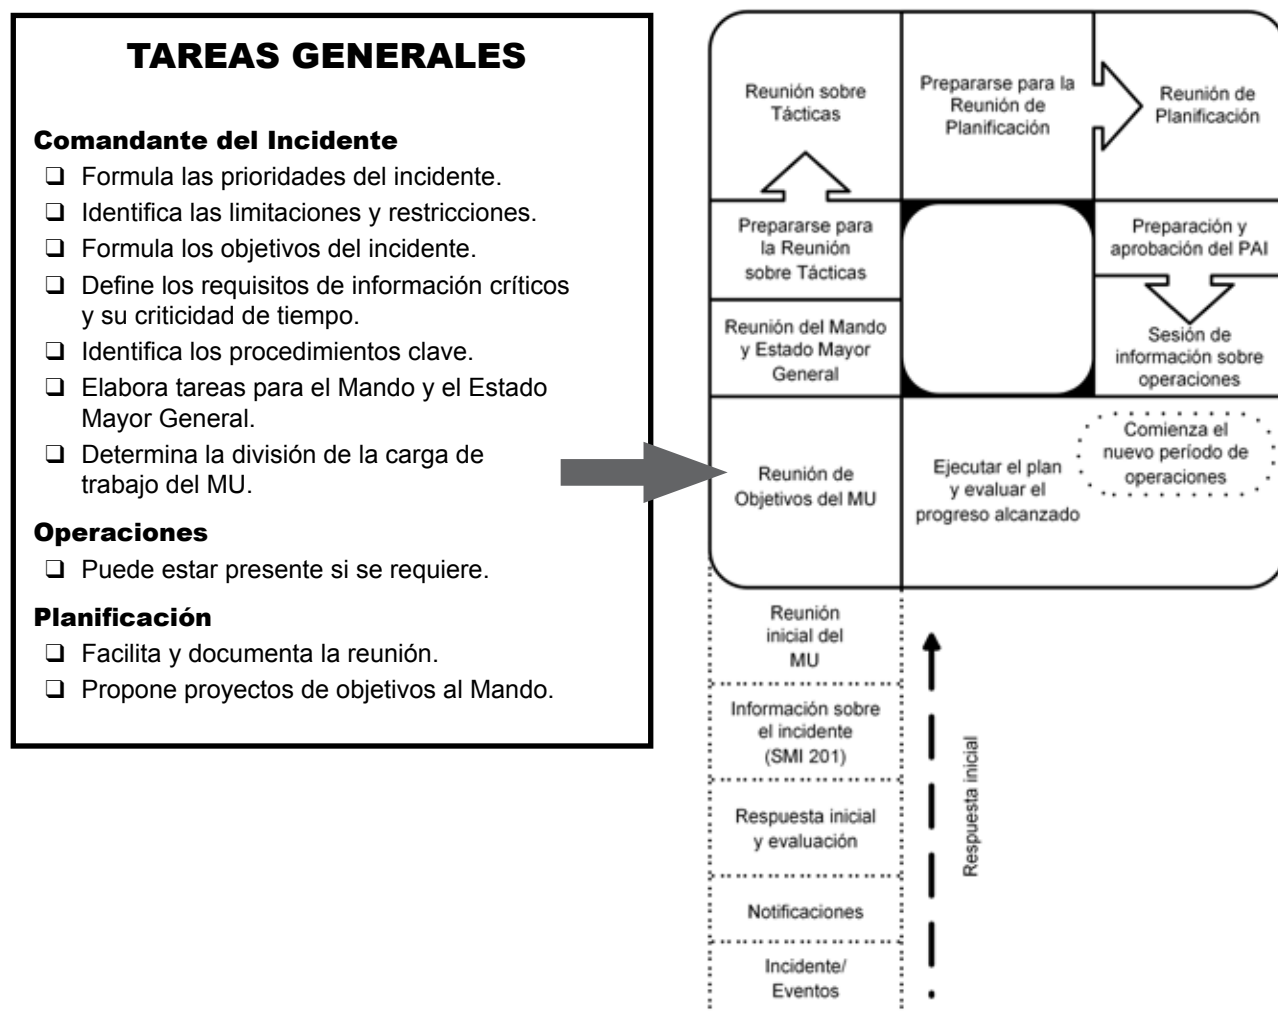 TAREAS GENERALES
Comandante del Incidente
❑ Formula las prioridades del incidente.
❑ Identifica las limitaciones y restricciones.
❑ Formula los objetivos del incidente.
❑ Define los requisitos de información críticos
y su criticidad de tiempo.
❑ Identifica los procedimientos clave.
❑ Elabora tareas para el Mando y el Estado
Mayor General.
❑ Determina la división de la carga de
trabajo del MU.
Operaciones
❑ Puede estar presente si se requiere.
Planificación
❑ Facilita y documenta la reunión.
❑ Propone proyectos de objetivos al Mando.
Reunión sobre
Tácticas
Prepararse para la
Reunión de
Planificación
Reunión de
Planificación
Prepararse para
la Reunión
sobre Tácticas
Preparación y
aprobación del PAI
Reunión del Mando
y Estado Mayor
General
Sesión de
información sobre
operaciones
Reunión de
Objetivos del MU
Ejecutar el plan
y evaluar el
progreso alcanzado
Comienza el
nuevo período de
operaciones
Reunión
inicial del
MU
Información sobre
el incidente
(SMI 201)
Respuesta inicial
y evaluación
Notificaciones
Incidente/
Eventos
Respuesta inicial